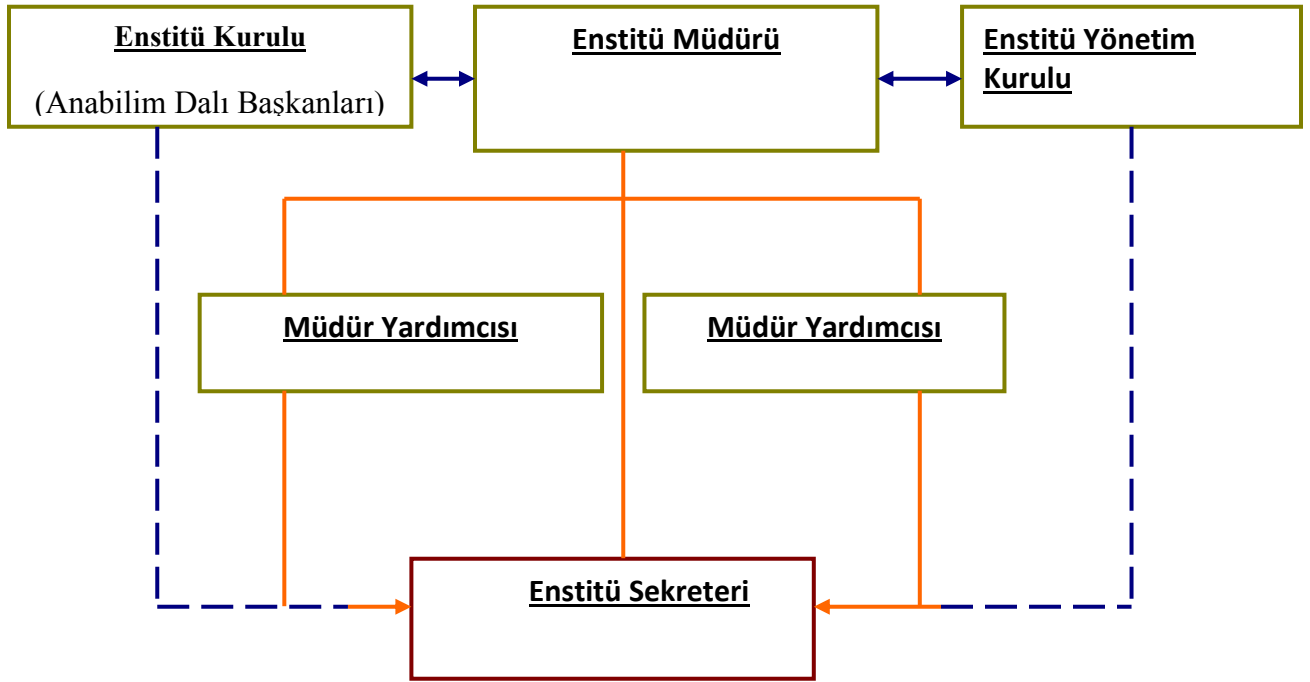 Enstitü Kurulu
(Anabilim Dalı Başkanları)
Enstitü Müdürü
Enstitü Yönetim
Kurulu
Müdür Yardımcısı
Müdür Yardımcısı
Enstitü Sekreteri